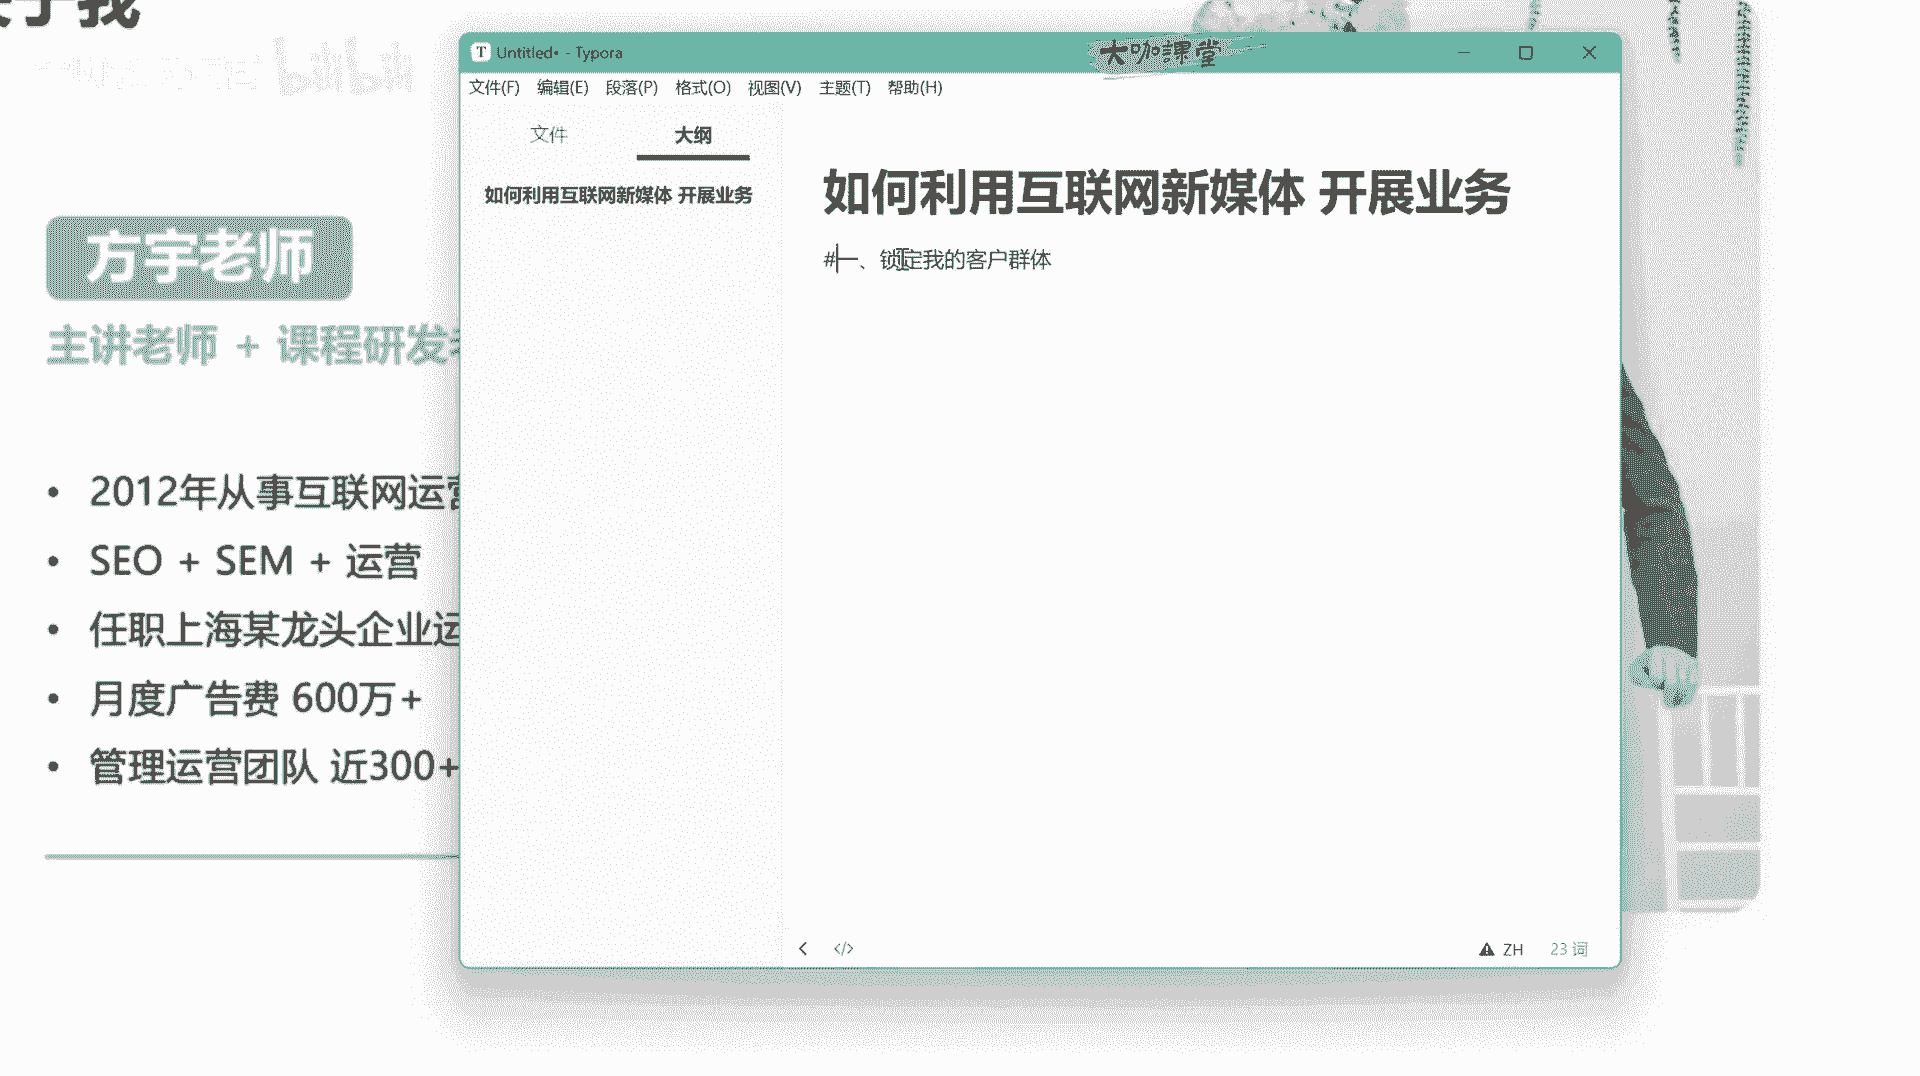 于我
bilibili
方宇老师
主讲老师 + 课程研发
2012年从事互联网运营
SEO + SEM + 运营
任职上海某龙头企业运
月度广告费 600万+
管理运营团队 近300+
Untitled• - Typora
大咖課堂
文件(F) 编辑(E) 段落(P) 格式(O) 视图(V) 主题(T) 帮助(H)
文件 大纲
如何利用互联网新媒体 开展业务
如何利用互联网新媒体 开展业务
#一、锁定我的客户群体
ZH 23 词